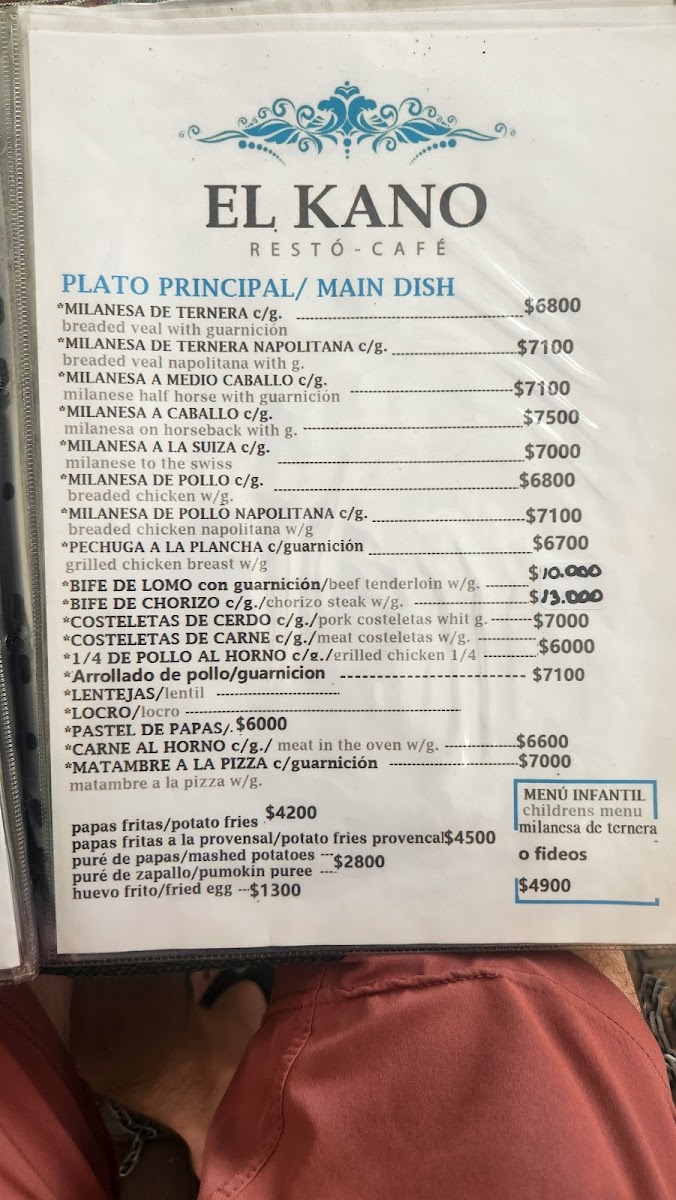 EL KANO
RESTÓ-CAFÉ
PLATO PRINCIPAL/ MAIN DISH
*MILANESA DE TERNERA c/g. $6800
breaded veal with guarnición
*MILANESA DE TERNERA NAPOLITANA c/g. $7100
breaded veal napolitana with g.
*MILANESA A MEDIO CABALLO c/g. $7100
milanese half horse with guarnición
*MILANESA A CABALLO c/g. $7500
milanesa on horseback with g.
*MILANESA A LA SUIZA c/g. $7000
milanese to the swiss
*MILANESA DE POLLO c/g. $6800
breaded chicken w/g.
*MILANESA DE POLLO NAPOLITANA c/g. $7100
breaded chicken napolitana w/g
*PECHUGA A LA PLANCHA c/guarnición $6700
grilled chicken breast w/g
*BIFE DE LOMO con guarnición/beef tenderloin w/g. $10.000
*BIFE DE CHORIZO c/g./chorizo steak w/g. $13.000
*COSTELETAS DE CERDO c/g./pork costeletas whit g. $7000
*COSTELETAS DE CARNE c/g./meat costeletas w/g.
*1/4 DE POLLO AL HORNO c/g./grilled chicken 1/4 $6000
*Arrollado de pollo/guarnicion $7100
*LENTEJAS/lentil
*LOCRO/locro
*PASTEL DE PAPAS/. $6000
*CARNE AL HORNO c/g./ meat in the oven w/g. $6600
*MATAMBRE A LA PIZZA c/guarnición $7000
matambre a la pizza w/g.
papas fritas/potato fries $4200
papas fritas a la provensal/potato fries provencal $4500
puré de papas/mashed potatoes --- $2800
puré de zapallo/pumokin puree ----
huevo frito/fried egg --- $1300
MENÚ INFANTIL
childrens menu
milanesa de ternera
o fideos
$4900